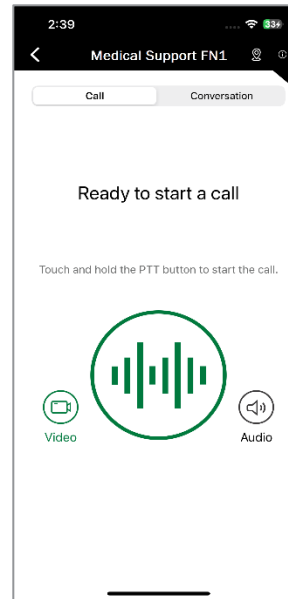 2:39
33
Medical Support FN1
Call
Conversation
Ready to start a call
Touch and hold the PTT button to start the call.
Video
Audio